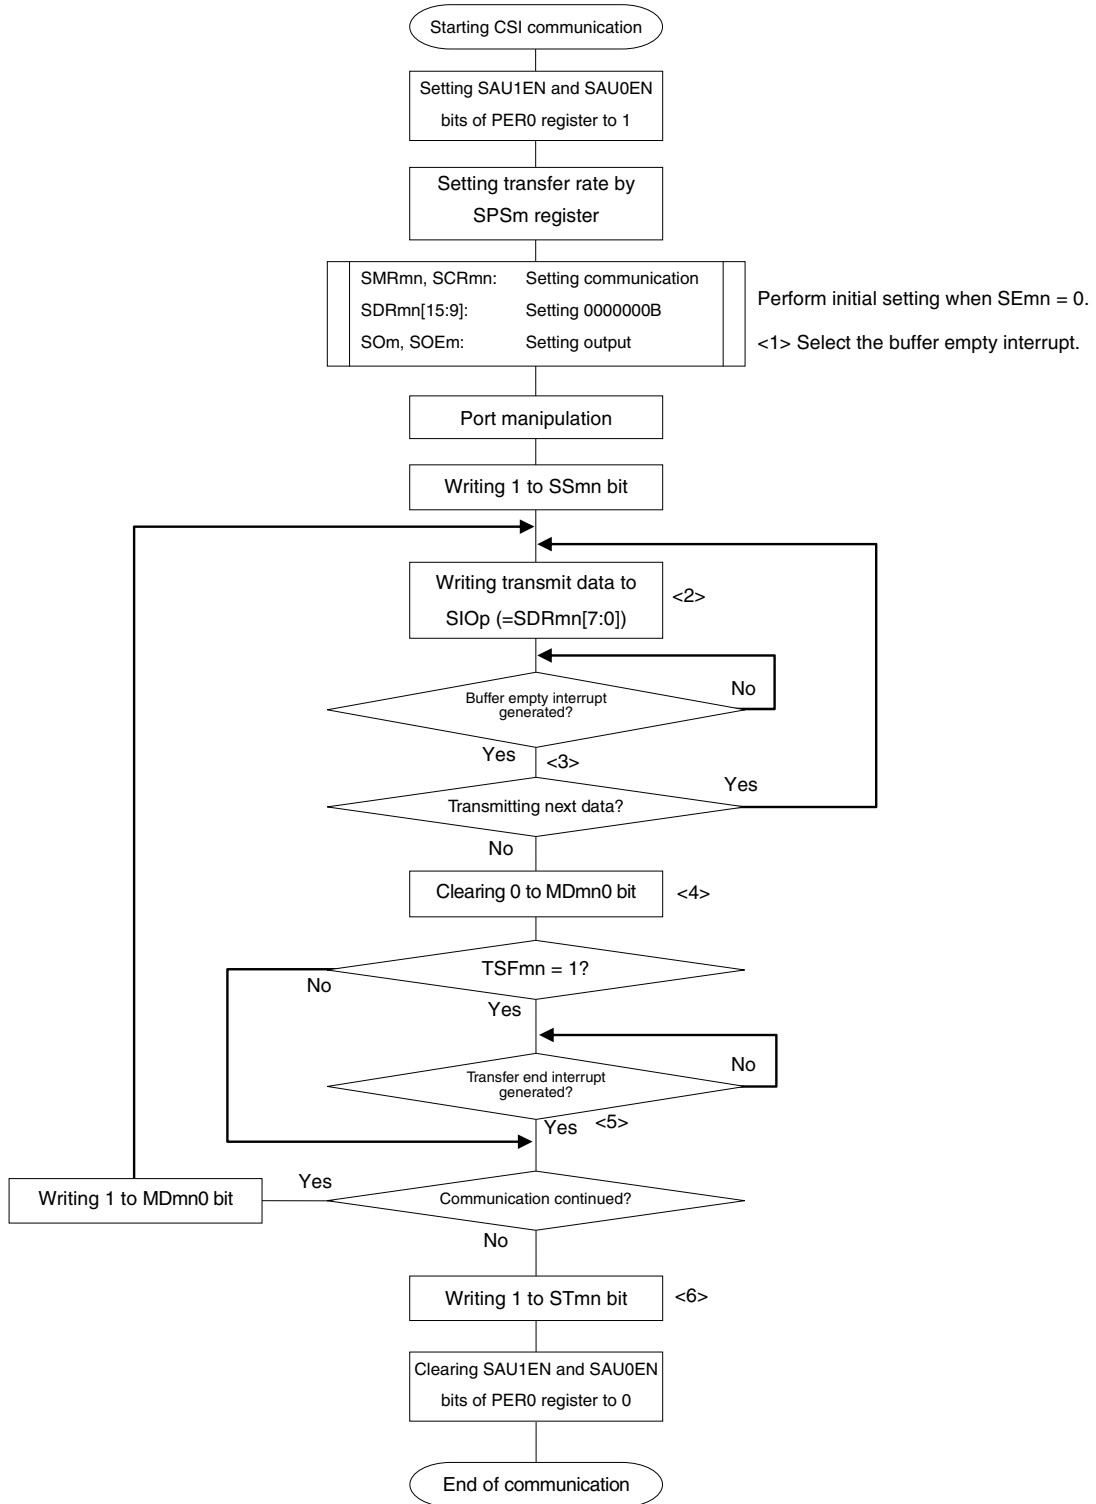 Starting CSI communication
Setting SAU1EN and SAU0EN
bits of PER0 register to 1
Setting transfer rate by
SPSm register
SMRmn, SCRmn: Setting communication
SDRmn[15:9]: Setting 0000000B
SOm, SOEm: Setting output
Perform initial setting when SEmn = 0.
<1> Select the buffer empty interrupt.
Port manipulation
Writing 1 to SSmn bit
Writing transmit data to
SIOp (=SDRmn[7:0])
<2>
Buffer empty interrupt
generated?
No
Yes
<3>
Transmitting next data?
Yes
No
Clearing 0 to MDmn0 bit
<4>
TSFmn = 1?
No
Yes
Transfer end interrupt
generated?
No
Yes
<5>
Communication continued?
Yes
Writing 1 to MDmn0 bit
No
Writing 1 to STmn bit
<6>
Clearing SAU1EN and SAU0EN
bits of PER0 register to 0
End of communication